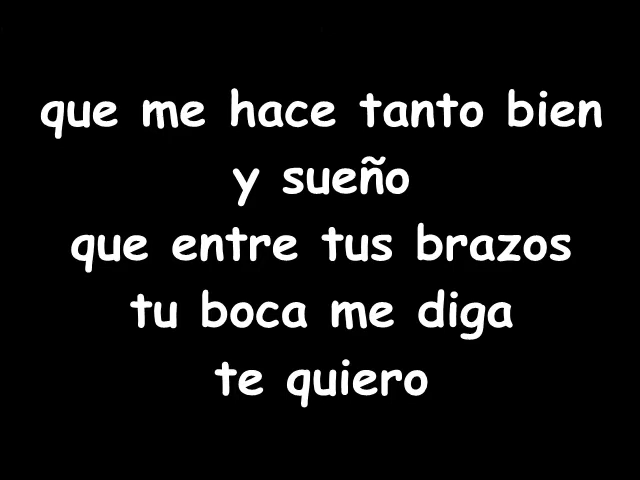 que me hace tanto bien
y sueño
que entre tus brazos
tu boca me diga
te quiero